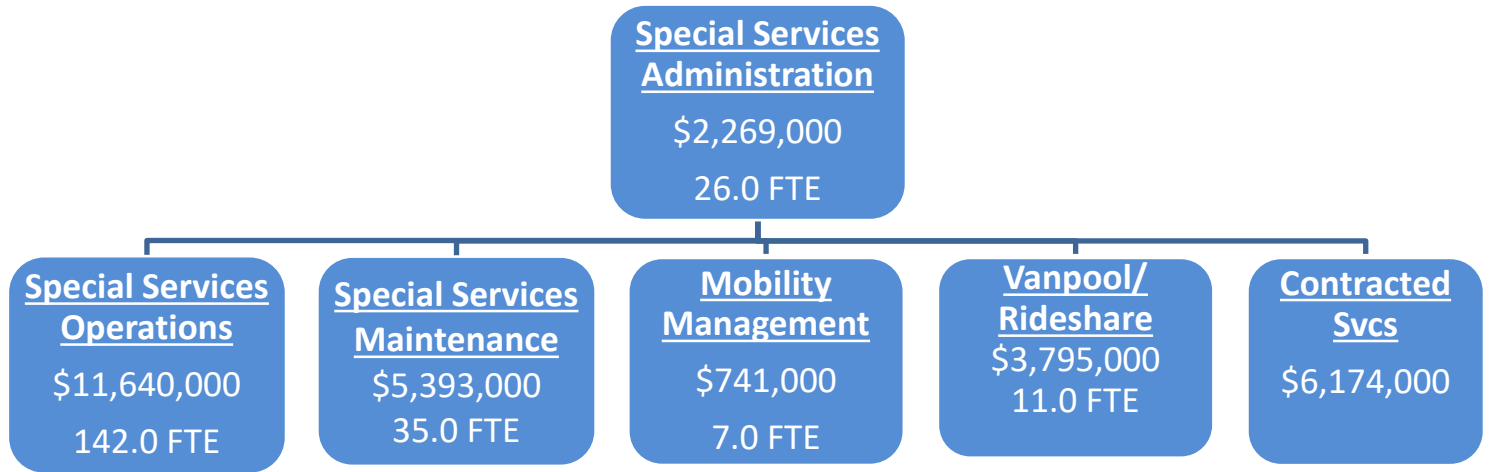 Special Services
Administration
$2,269,000
26.0 FTE
Special Services
Operations
$11,640,000
142.0 FTE
Special Services
Maintenance
$5,393,000
35.0 FTE
Mobility
Management
$741,000
7.0 FTE
Vanpool/
Rideshare
$3,795,000
11.0 FTE
Contracted
Svcs
$6,174,000